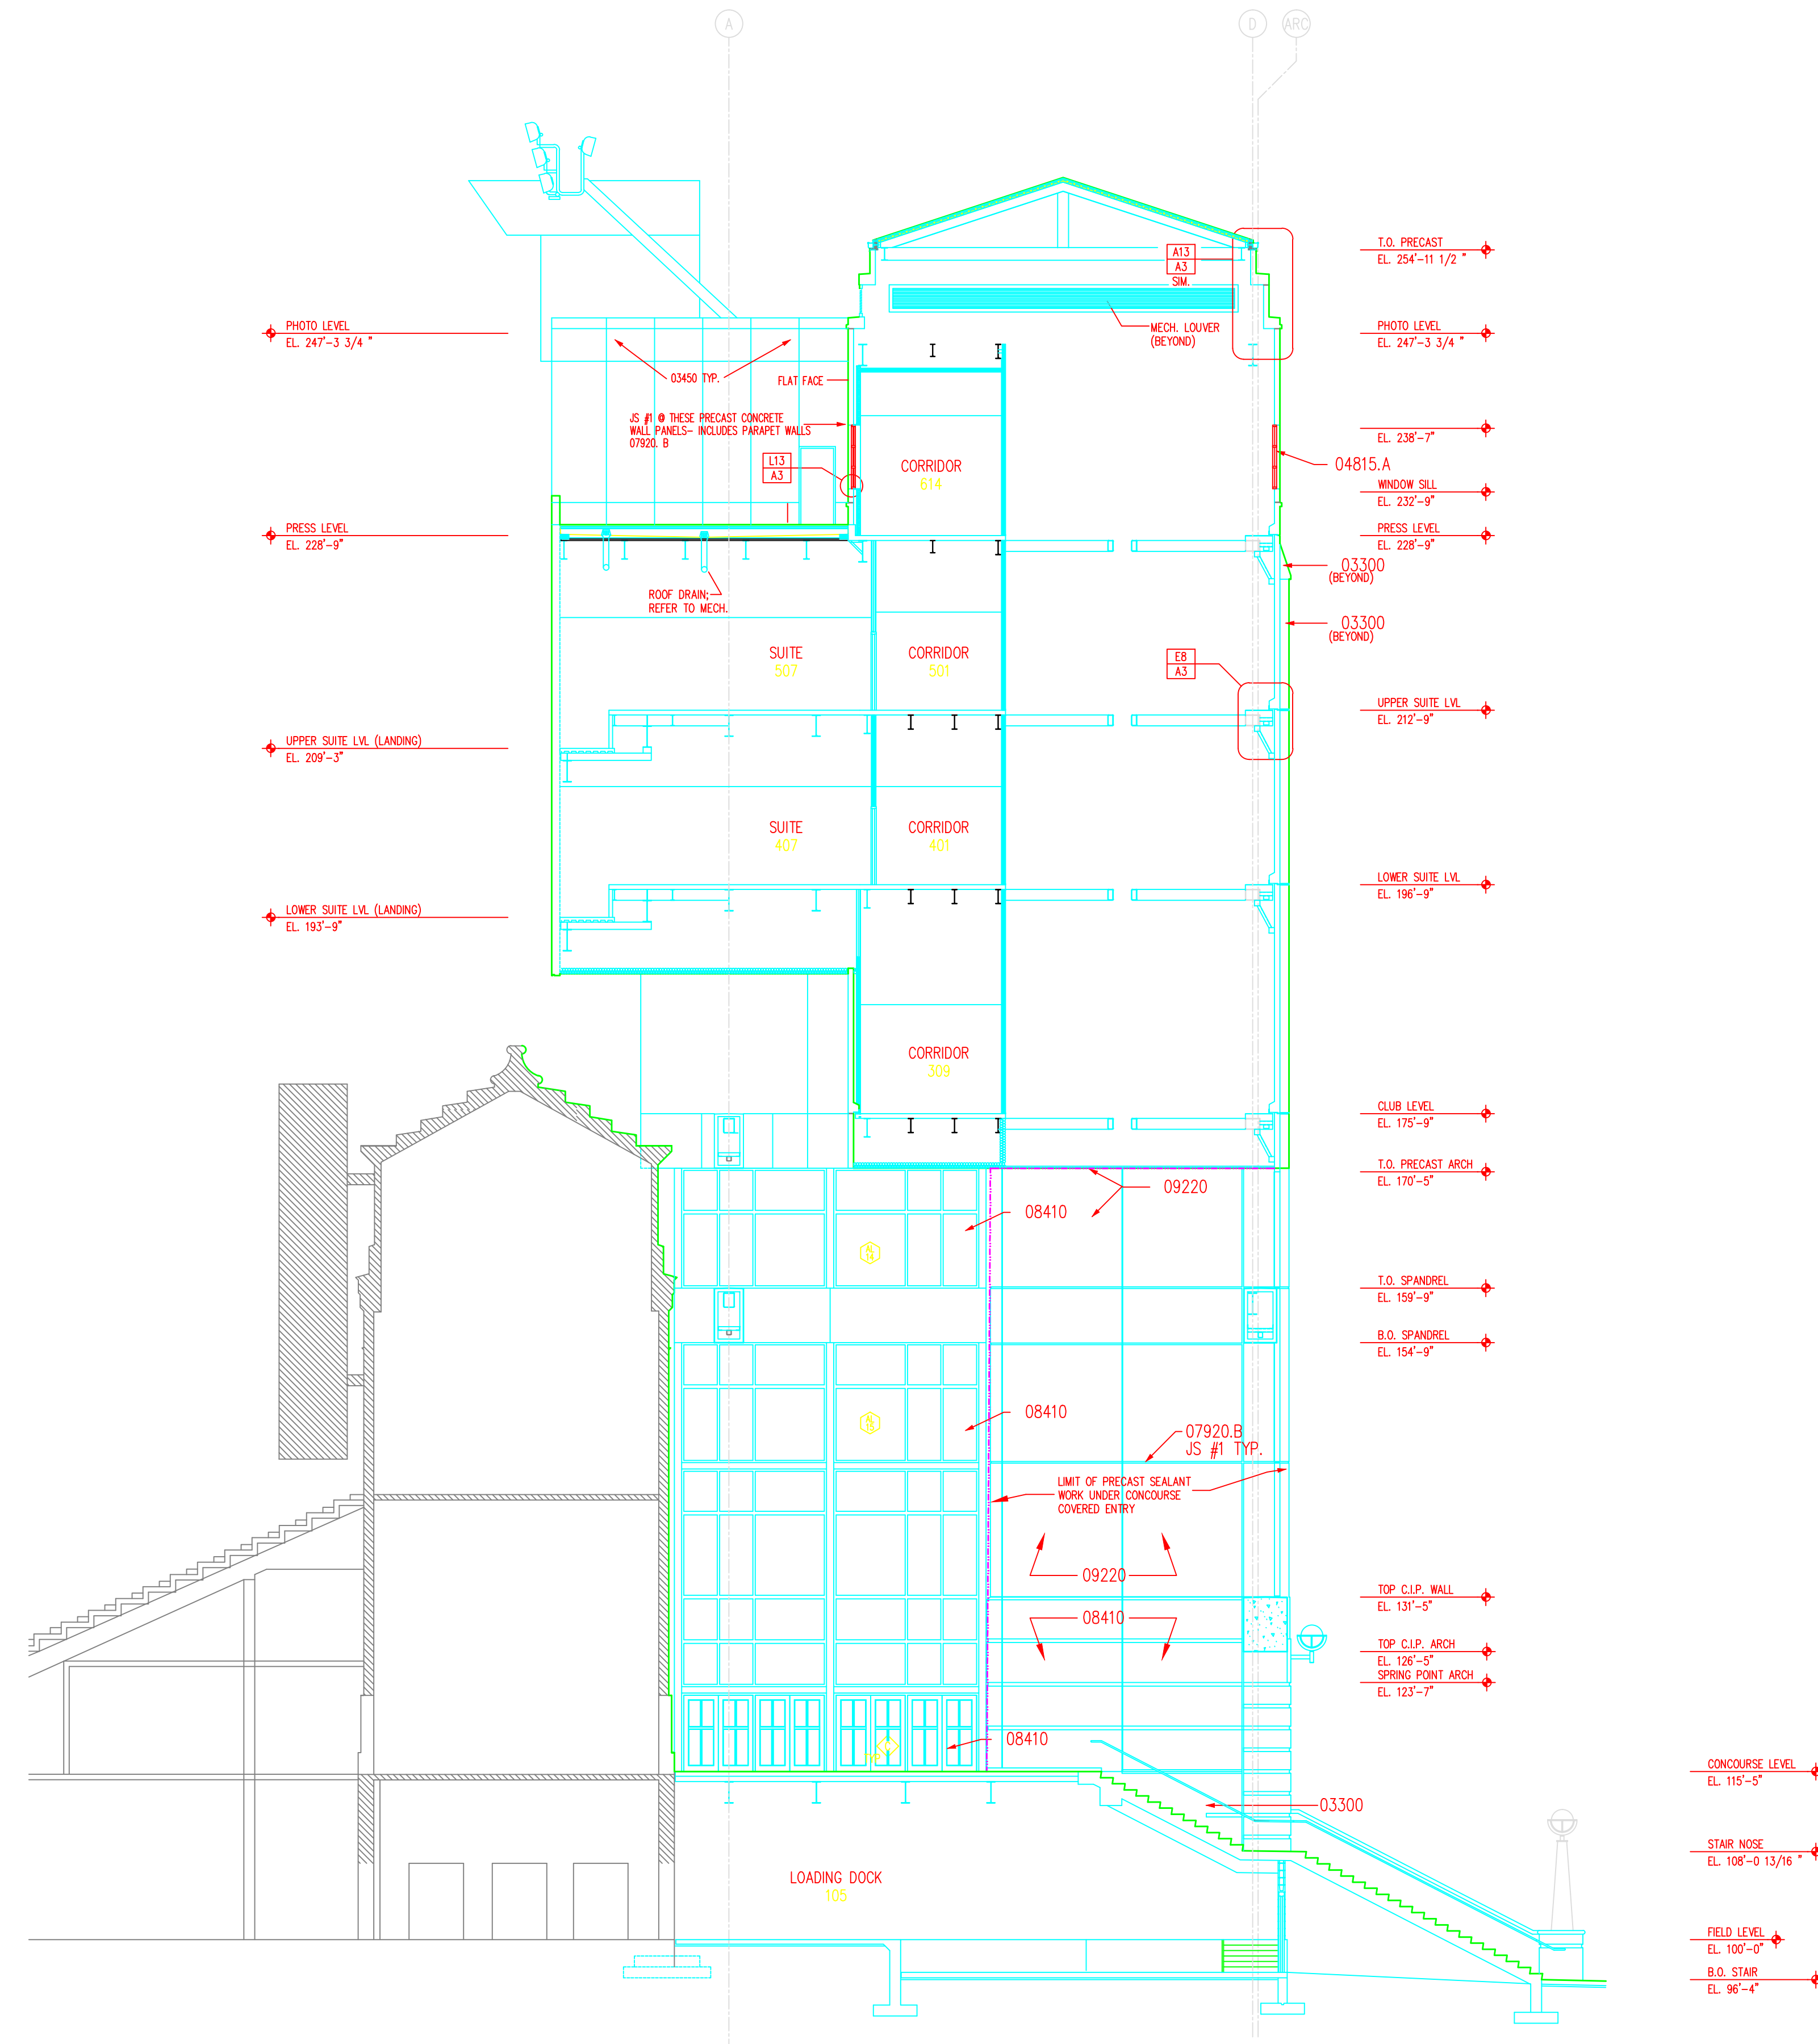 A
D
ARC
T.O. PRECAST
EL. 254'-11 1/2 "
A13
A3
SIM.
MECH. LOUVER
(BEYOND)
PHOTO LEVEL
EL. 247'-3 3/4 "
PHOTO LEVEL
EL. 247'-3 3/4 "
03450 TYP.
FLAT FACE
JS #1 @ THESE PRECAST CONCRETE
WALL PANELS- INCLUDES PARAPET WALLS
07920. B
EL. 238'-7"
L13
A3
CORRIDOR
614
04815.A
WINDOW SILL
EL. 232'-9"
PRESS LEVEL
EL. 228'-9"
PRESS LEVEL
EL. 228'-9"
03300
(BEYOND)
ROOF DRAIN;
REFER TO MECH.
03300
(BEYOND)
SUITE
507
CORRIDOR
501
E8
A3
UPPER SUITE LVL
EL. 212'-9"
UPPER SUITE LVL (LANDING)
EL. 209'-3"
SUITE
407
CORRIDOR
401
LOWER SUITE LVL
EL. 196'-9"
LOWER SUITE LVL (LANDING)
EL. 193'-9"
CORRIDOR
309
CLUB LEVEL
EL. 175'-9"
T.O. PRECAST ARCH
EL. 170'-5"
09220
08410
T.O. SPANDREL
EL. 159'-9"
B.O. SPANDREL
EL. 154'-9"
08410
07920.B
JS #1 TYP.
LIMIT OF PRECAST SEALANT
WORK UNDER CONCOURSE
COVERED ENTRY
09220
TOP C.I.P. WALL
EL. 131'-5"
08410
TOP C.I.P. ARCH
EL. 126'-5"
SPRING POINT ARCH
EL. 123'-7"
08410
CONCOURSE LEVEL
EL. 115'-5"
03300
STAIR NOSE
EL. 108'-0 13/16 "
LOADING DOCK
105
FIELD LEVEL
EL. 100'-0"
B.O. STAIR
EL. 96'-4"